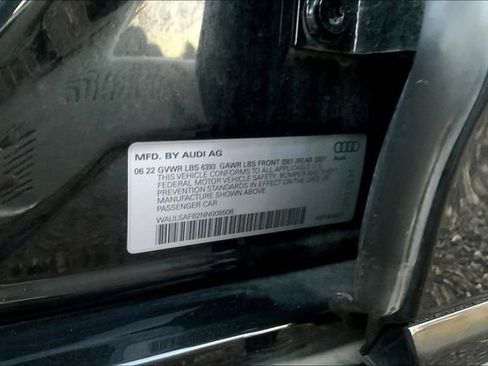 MFD. BY AUDI AG
06 22 GVWR LBS 6393 GAWR LBS FRONT 3351 REAR
THIS VEHICLE CONFORMS TO ALL APPLICABLE
FEDERAL MOTOR VEHICLE SAFETY, BUMPER AND THEFT
PREVENTION STANDARDS IN EFFECT ON THE DATE OF
MANUFACTURE SHOWN ABOVE
PASSENGER CAR
WAULSAF82NN008506
Audi